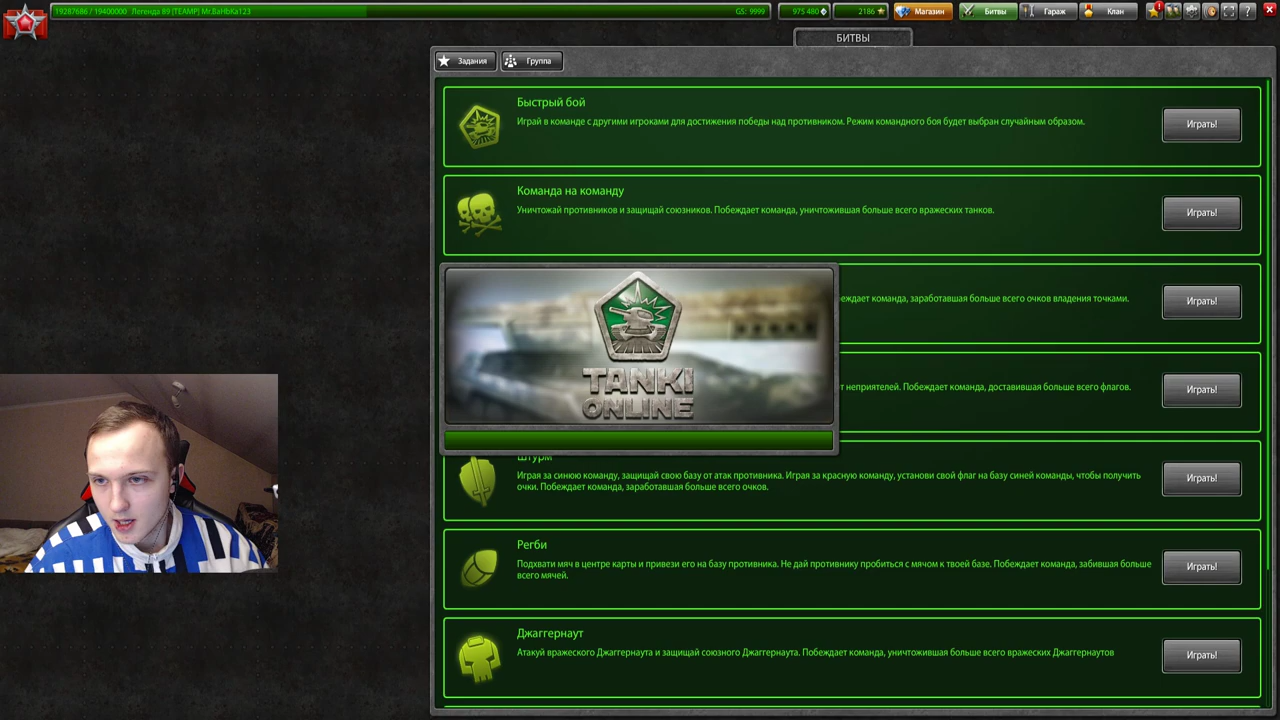 19287686 / 19400000 Легенда 89 [TEAMP] Mr.BaHbKa123
GS: 9999
975 480
2186
Магазин
Битвы
Гараж
Клан
?
БИТВЫ
Задания
Группа
Быстрый бой
Играй в команде с другими игроками для достижения победы над противником. Режим командного боя будет выбран случайным образом.
Играть!
Команда на команду
Уничтожай противников и защищай союзников. Побеждает команда, уничтожившая больше всего вражеских танков.
Играть!
еждает команда, заработавшая больше всего очков владения точками.
Играть!
т неприятелей. Побеждает команда, доставившая больше всего флагов.
Играть!
TANKI
ONLINE
Штурм
Играя за синюю команду, защищай свою базу от атак противника. Играя за красную команду, установи свой флаг на базу синей команды, чтобы получить
очки. Побеждает команда, заработавшая больше всего очков.
Играть!
Регби
Подхвати мяч в центре карты и привези его на базу противника. Не дай противнику пробиться с мячом к твоей базе. Побеждает команда, забившая больше
всего мячей.
Играть!
Джаггернаут
Атакуй вражеского Джаггернаута и защищай союзного Джаггернаута. Побеждает команда, уничтожившая больше всего вражеских Джаггернаутов
Играть!